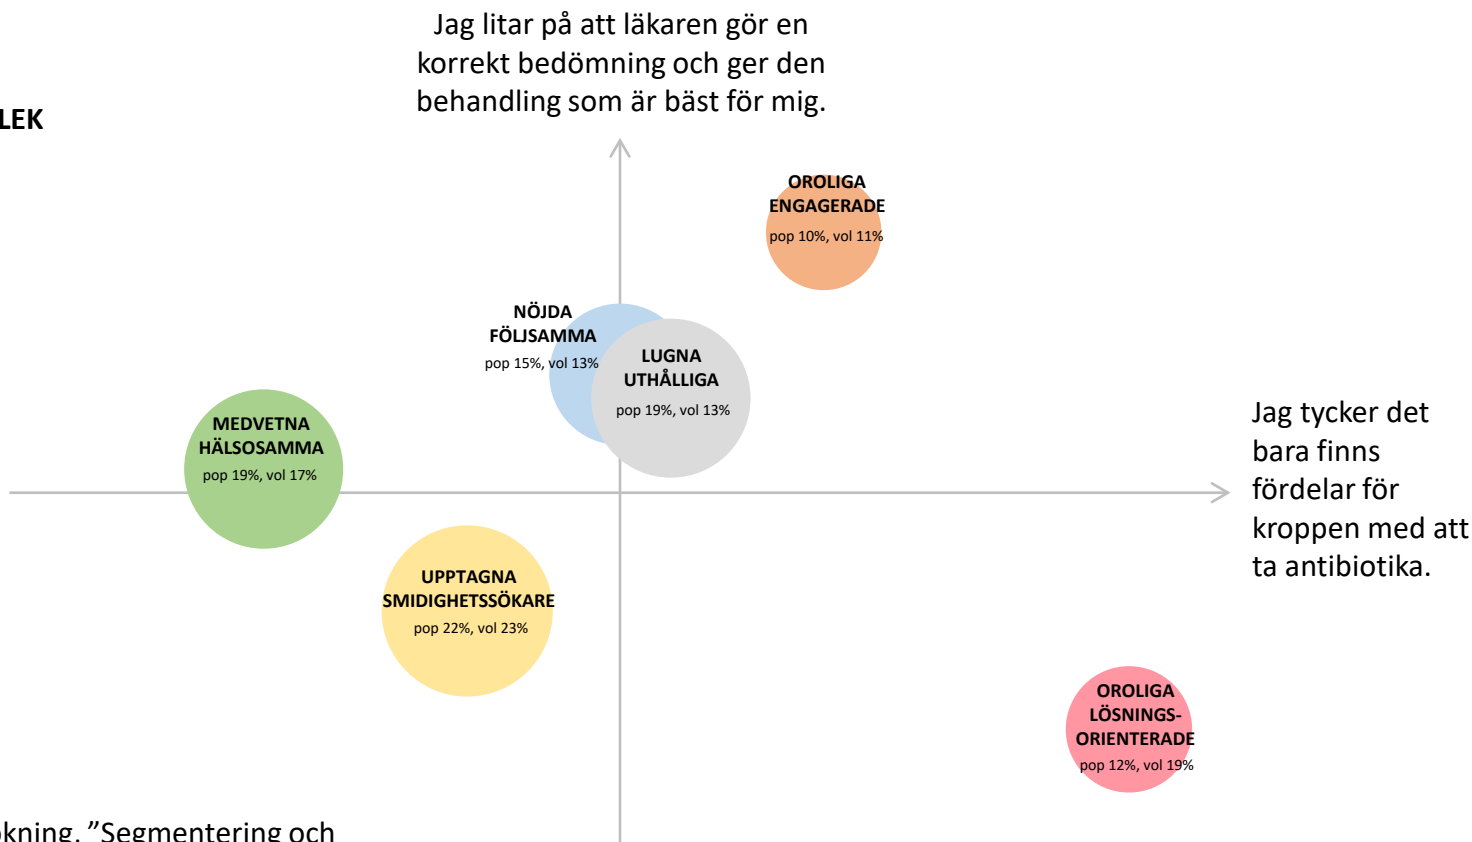 Jag litar på att läkaren gör en
korrekt bedömning och ger den
behandling som är bäst för mig.
LEK
OROLIGA
ENGAGERADE
pop 10%, vol 11%
NÖJDA
FÖLJSAMMA
pop 15%, vol 13%
LUGNA
UTHÅLLIGA
pop 19%, vol 13%
MEDVETNA
HÄLSOSAMMA
pop 19%, vol 17%
Jag tycker det
bara finns
fördelar för
kroppen med att
ta antibiotika.
UPPTAGNA
SMIDIGHETSSÖKARE
pop 22%, vol 23%
OROLIGA
LÖSNINGS-
ORIENTERADE
pop 12%, vol 19%
ökning. ”Segmentering och